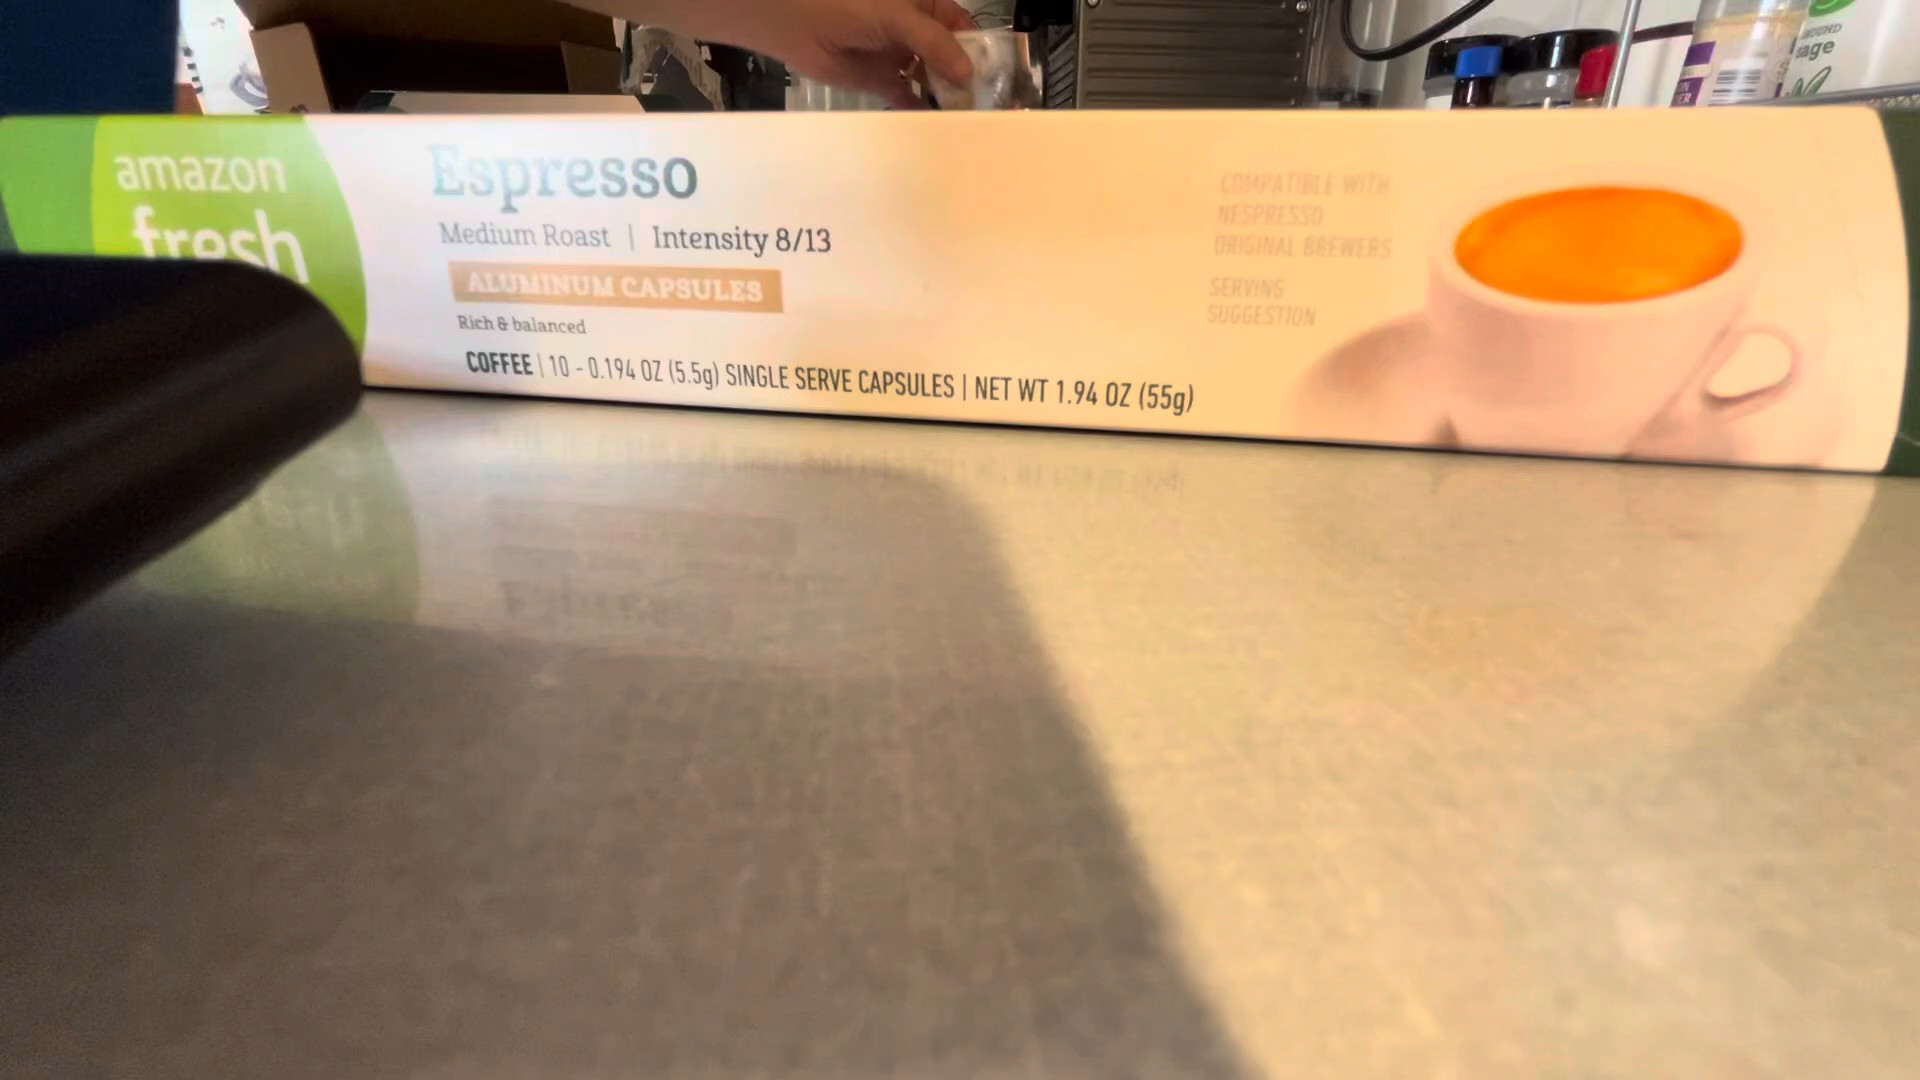 amazon
fresh
Espresso
Medium Roast | Intensity 8/13
ALUMINUM CAPSULES
Rich & balanced
COFFEE | 10 - 0.194 OZ (5.5g) SINGLE SERVE CAPSULES | NET WT 1.94 OZ (55g)
COMPATIBLE WITH
NESPRESSO
ORIGINAL BREWERS
SERVING
SUGGESTION
sage